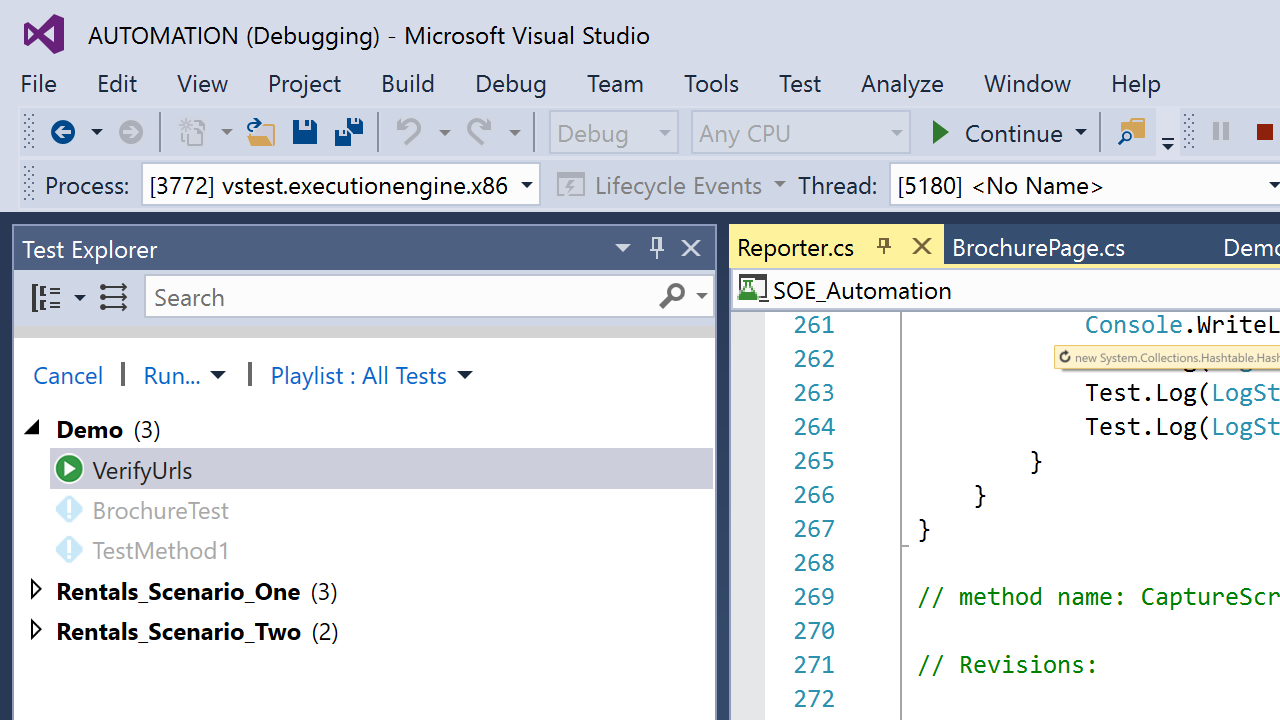 AUTOMATION (Debugging) - Microsoft Visual Studio
File Edit View Project Build Debug Team Tools Test Analyze Window Help
Debug Any CPU Continue
Process: [3772] vstest.executionengine.x86 Lifecycle Events Thread: [5180] <No Name>
Test Explorer
Reporter.cs BrochurePage.cs Demo
Search
SOE_Automation
Cancel Run... Playlist : All Tests
Demo (3)
VerifyUrls
BrochureTest
TestMethod1
Rentals_Scenario_One (3)
Rentals_Scenario_Two (2)
261 Console.WriteL
new System.Collections.Hashtable.Hash
262
263 Test.Log(LogSt
264 Test.Log(LogSt
265 }
266 }
267 }
268
269 // method name: CaptureScr
270
271 // Revisions:
272